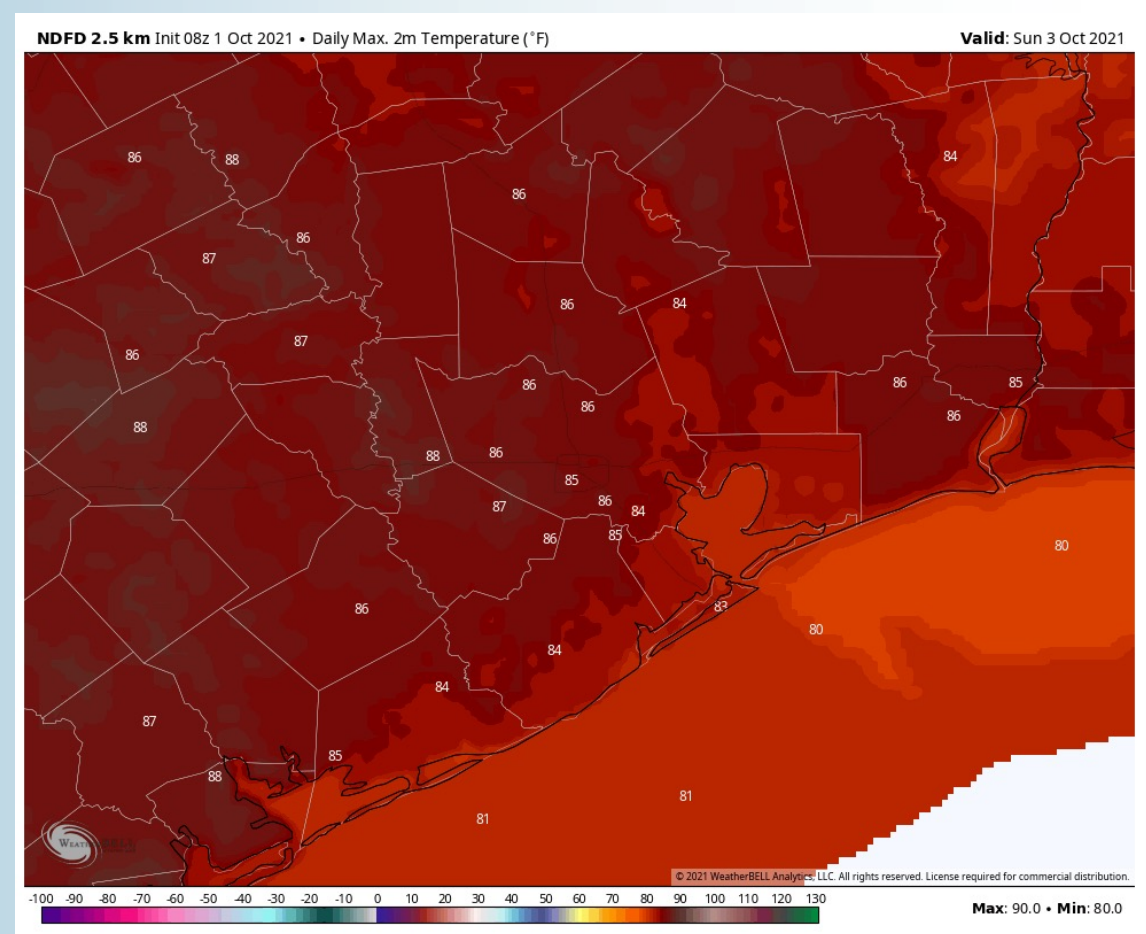 NDFD 2.5 km Init 08z 1 Oct 2021 • Daily Max. 2m Temperature (˚F)
Valid: Sun 3 Oct 2021
86 88 84
86
86
87
86 84
87
86
86 86 85
86 86
88
88 86
85
87 86 84
86 85
80
86 83
80
84
84
87
85
88
81
81
© 2021 WeatherBELL Analytics, LLC. All rights reserved. License required for commercial distribution.
-100 -90 -80 -70 -60 -50 -40 -30 -20 -10 0 10 20 30 40 50 60 70 80 90 100 110 120 130
Max: 90.0 • Min: 80.0